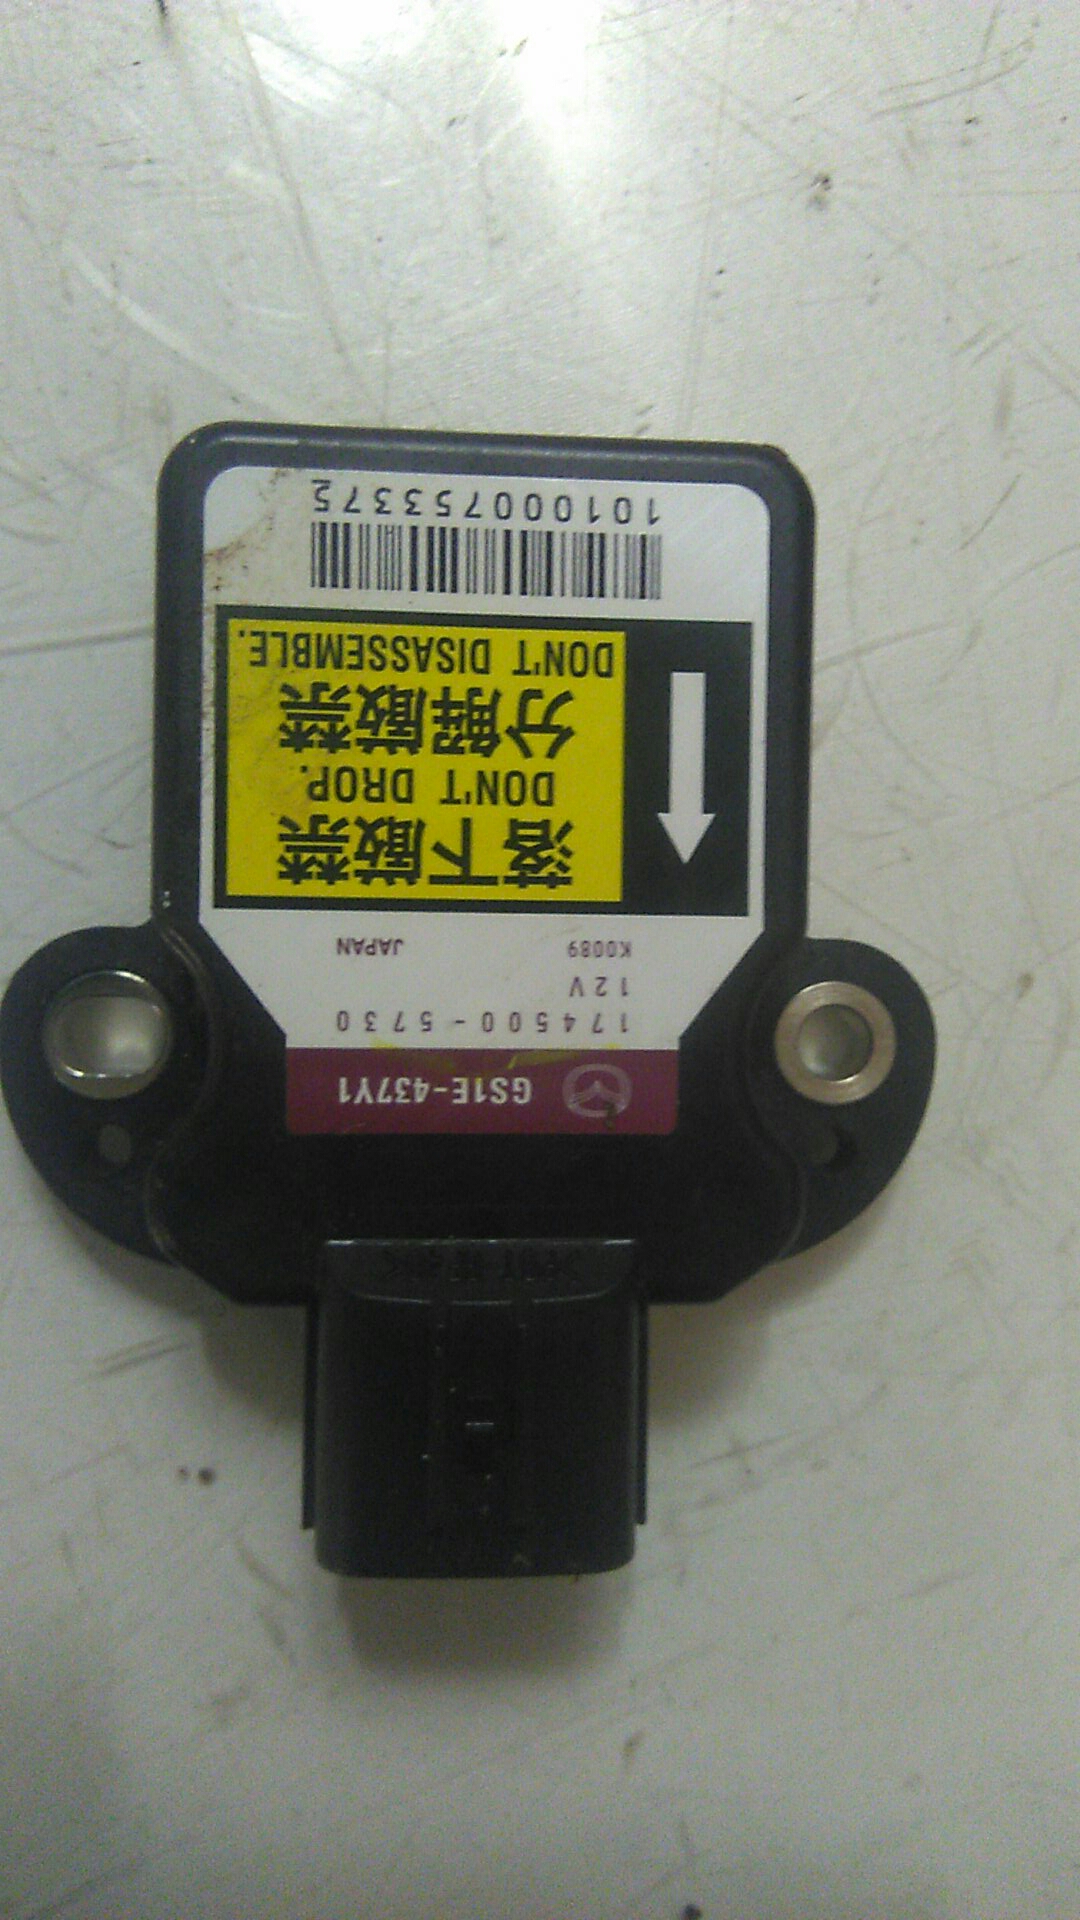 GS1E-437Y1
174500-5730
12V
K0089 JAPAN
落下厳禁
DON'T DROP.
分解厳禁
DON'T DISASSEMBLE.
101000753375